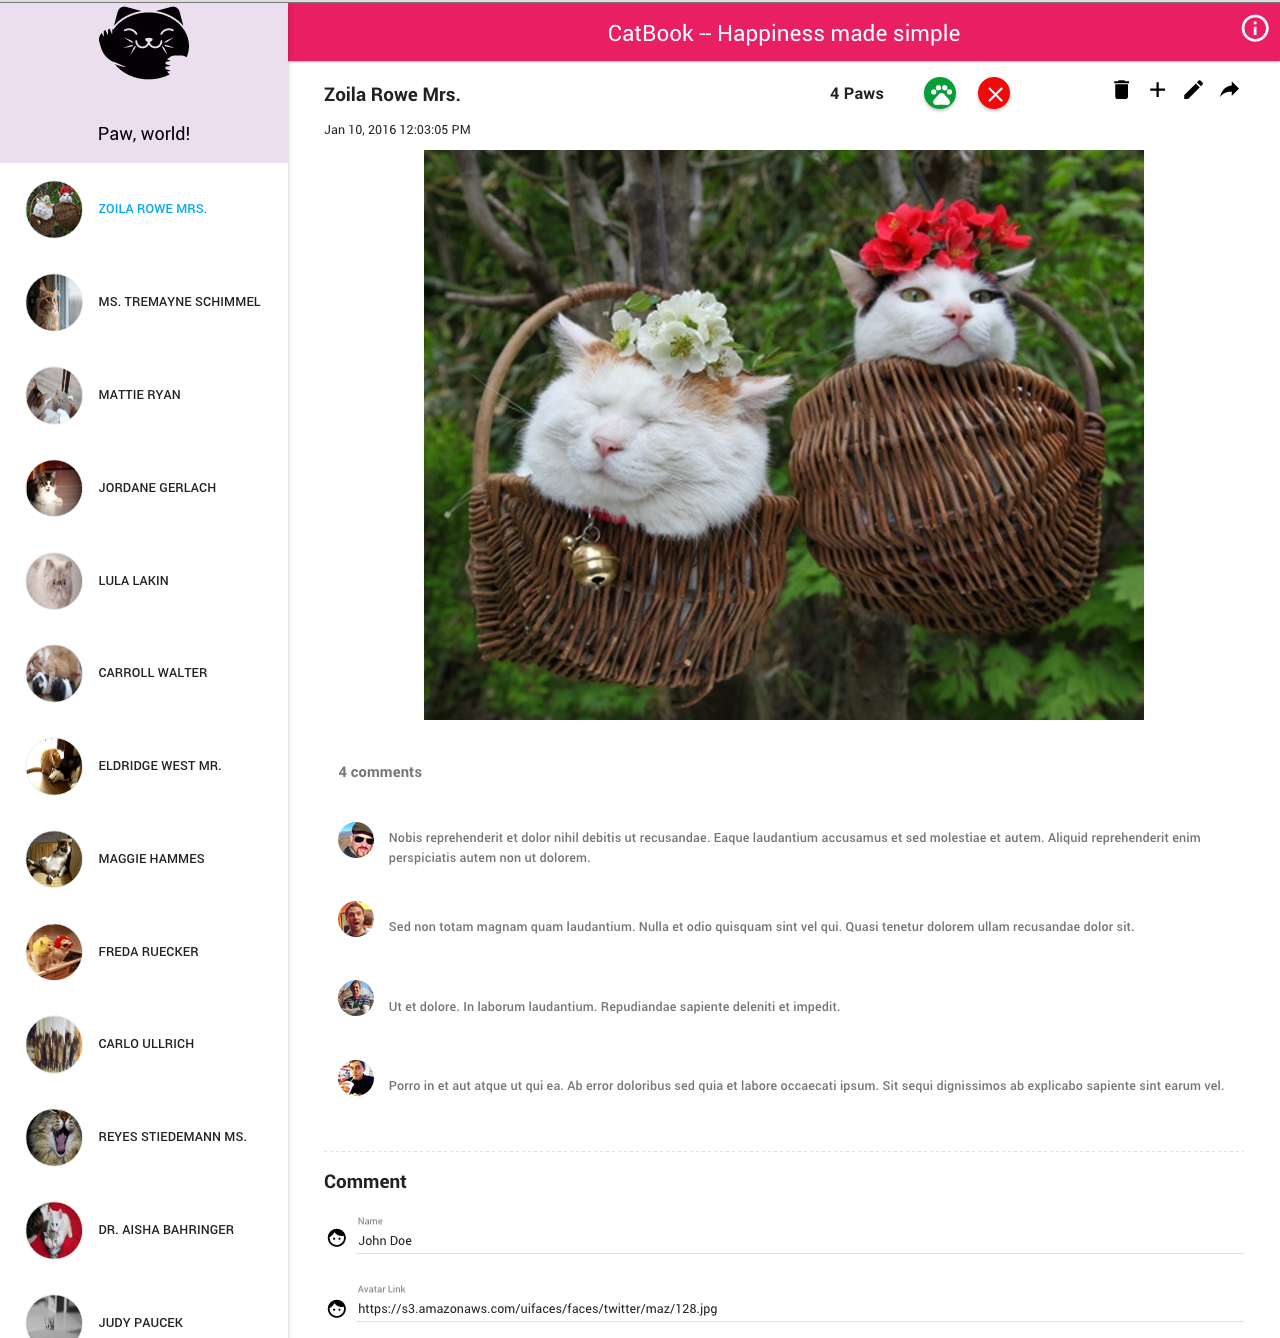 CatBook -- Happiness made simple
Paw, world!
ZOILA ROWE MRS.
MS. TREMAYNE SCHIMMEL
MATTIE RYAN
JORDANE GERLACH
LULA LAKIN
CARROLL WALTER
ELDRIDGE WEST MR.
MAGGIE HAMMES
FREDA RUECKER
CARLO ULLRICH
REYES STIEDEMANN MS.
DR. AISHA BAHRINGER
JUDY PAUCEK
Zoila Rowe Mrs.
4 Paws
Jan 10, 2016 12:03:05 PM
4 comments
Nobis reprehenderit et dolor nihil debitis ut recusandae. Eaque laudantium accusamus et sed molestiae et autem. Aliquid reprehenderit enim
perspiciatis autem non ut dolorem.
Sed non totam magnam quam laudantium. Nulla et odio quisquam sint vel qui. Quasi tenetur dolorem ullam recusandae dolor sit.
Ut et dolore. In laborum laudantium. Repudiandae sapiente deleniti et impedit.
Porro in et aut atque ut qui ea. Ab error doloribus sed quia et labore occaecati ipsum. Sit sequi dignissimos ab explicabo sapiente sint earum vel.
Comment
Name
John Doe
Avatar Link
https://s3.amazonaws.com/uifaces/faces/twitter/maz/128.jpg